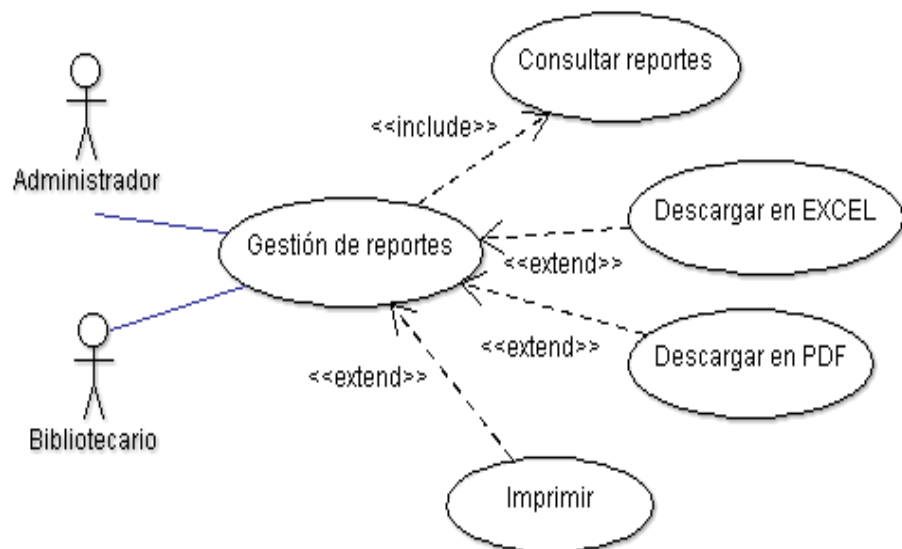 Consultar reportes
<<include>>
Administrador
Descargar en EXCEL
Gestión de reportes
<<extend>>
<<extend>>
Descargar en PDF
<<extend>>
Bibliotecario
Imprimir